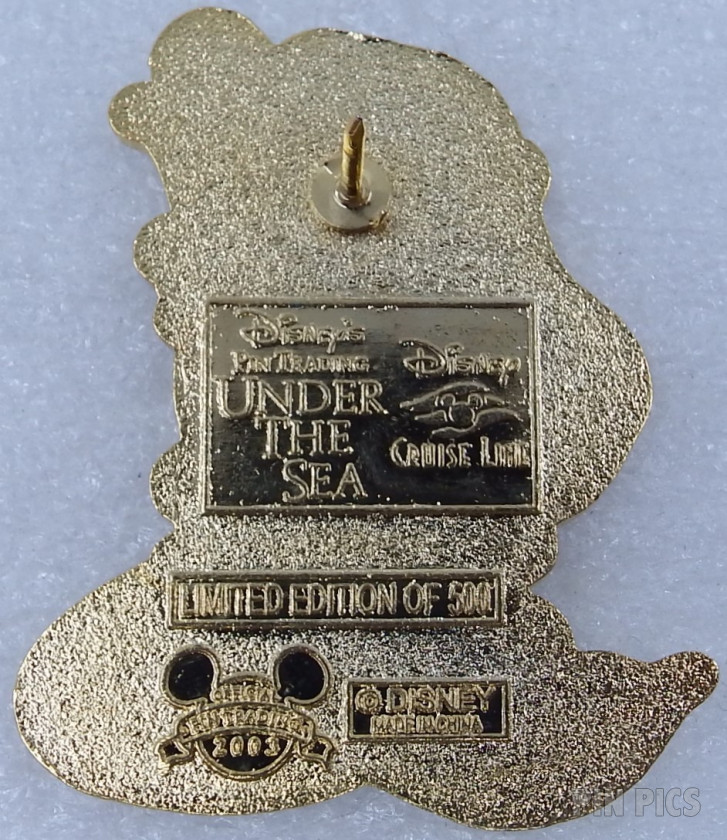 Disney's
Pin Trading
UNDER
THE
SEA
Disney
CRUISE LINE
LIMITED EDITION OF 500
OFFICIAL
PIN TRADING
2003
© DISNEY
MADE IN CHINA
PIN PICS